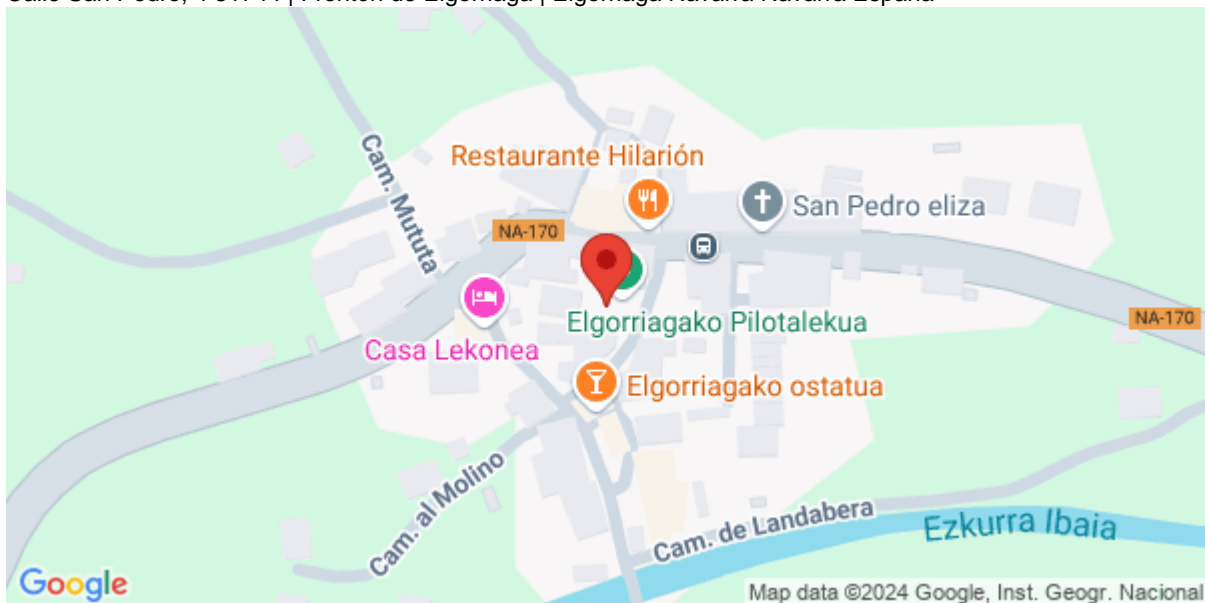 Restaurante Hilarión
Cam. Mututa
San Pedro eliza
NA-170
NA-170
Elgorriagako Pilotalekua
Casa Lekonea
Elgorriagako ostatua
Cam. al Molino
Cam. de Landabera
Ezkurra Ibaia
Google
Map data ©2024 Google, Inst. Geogr. Nacional